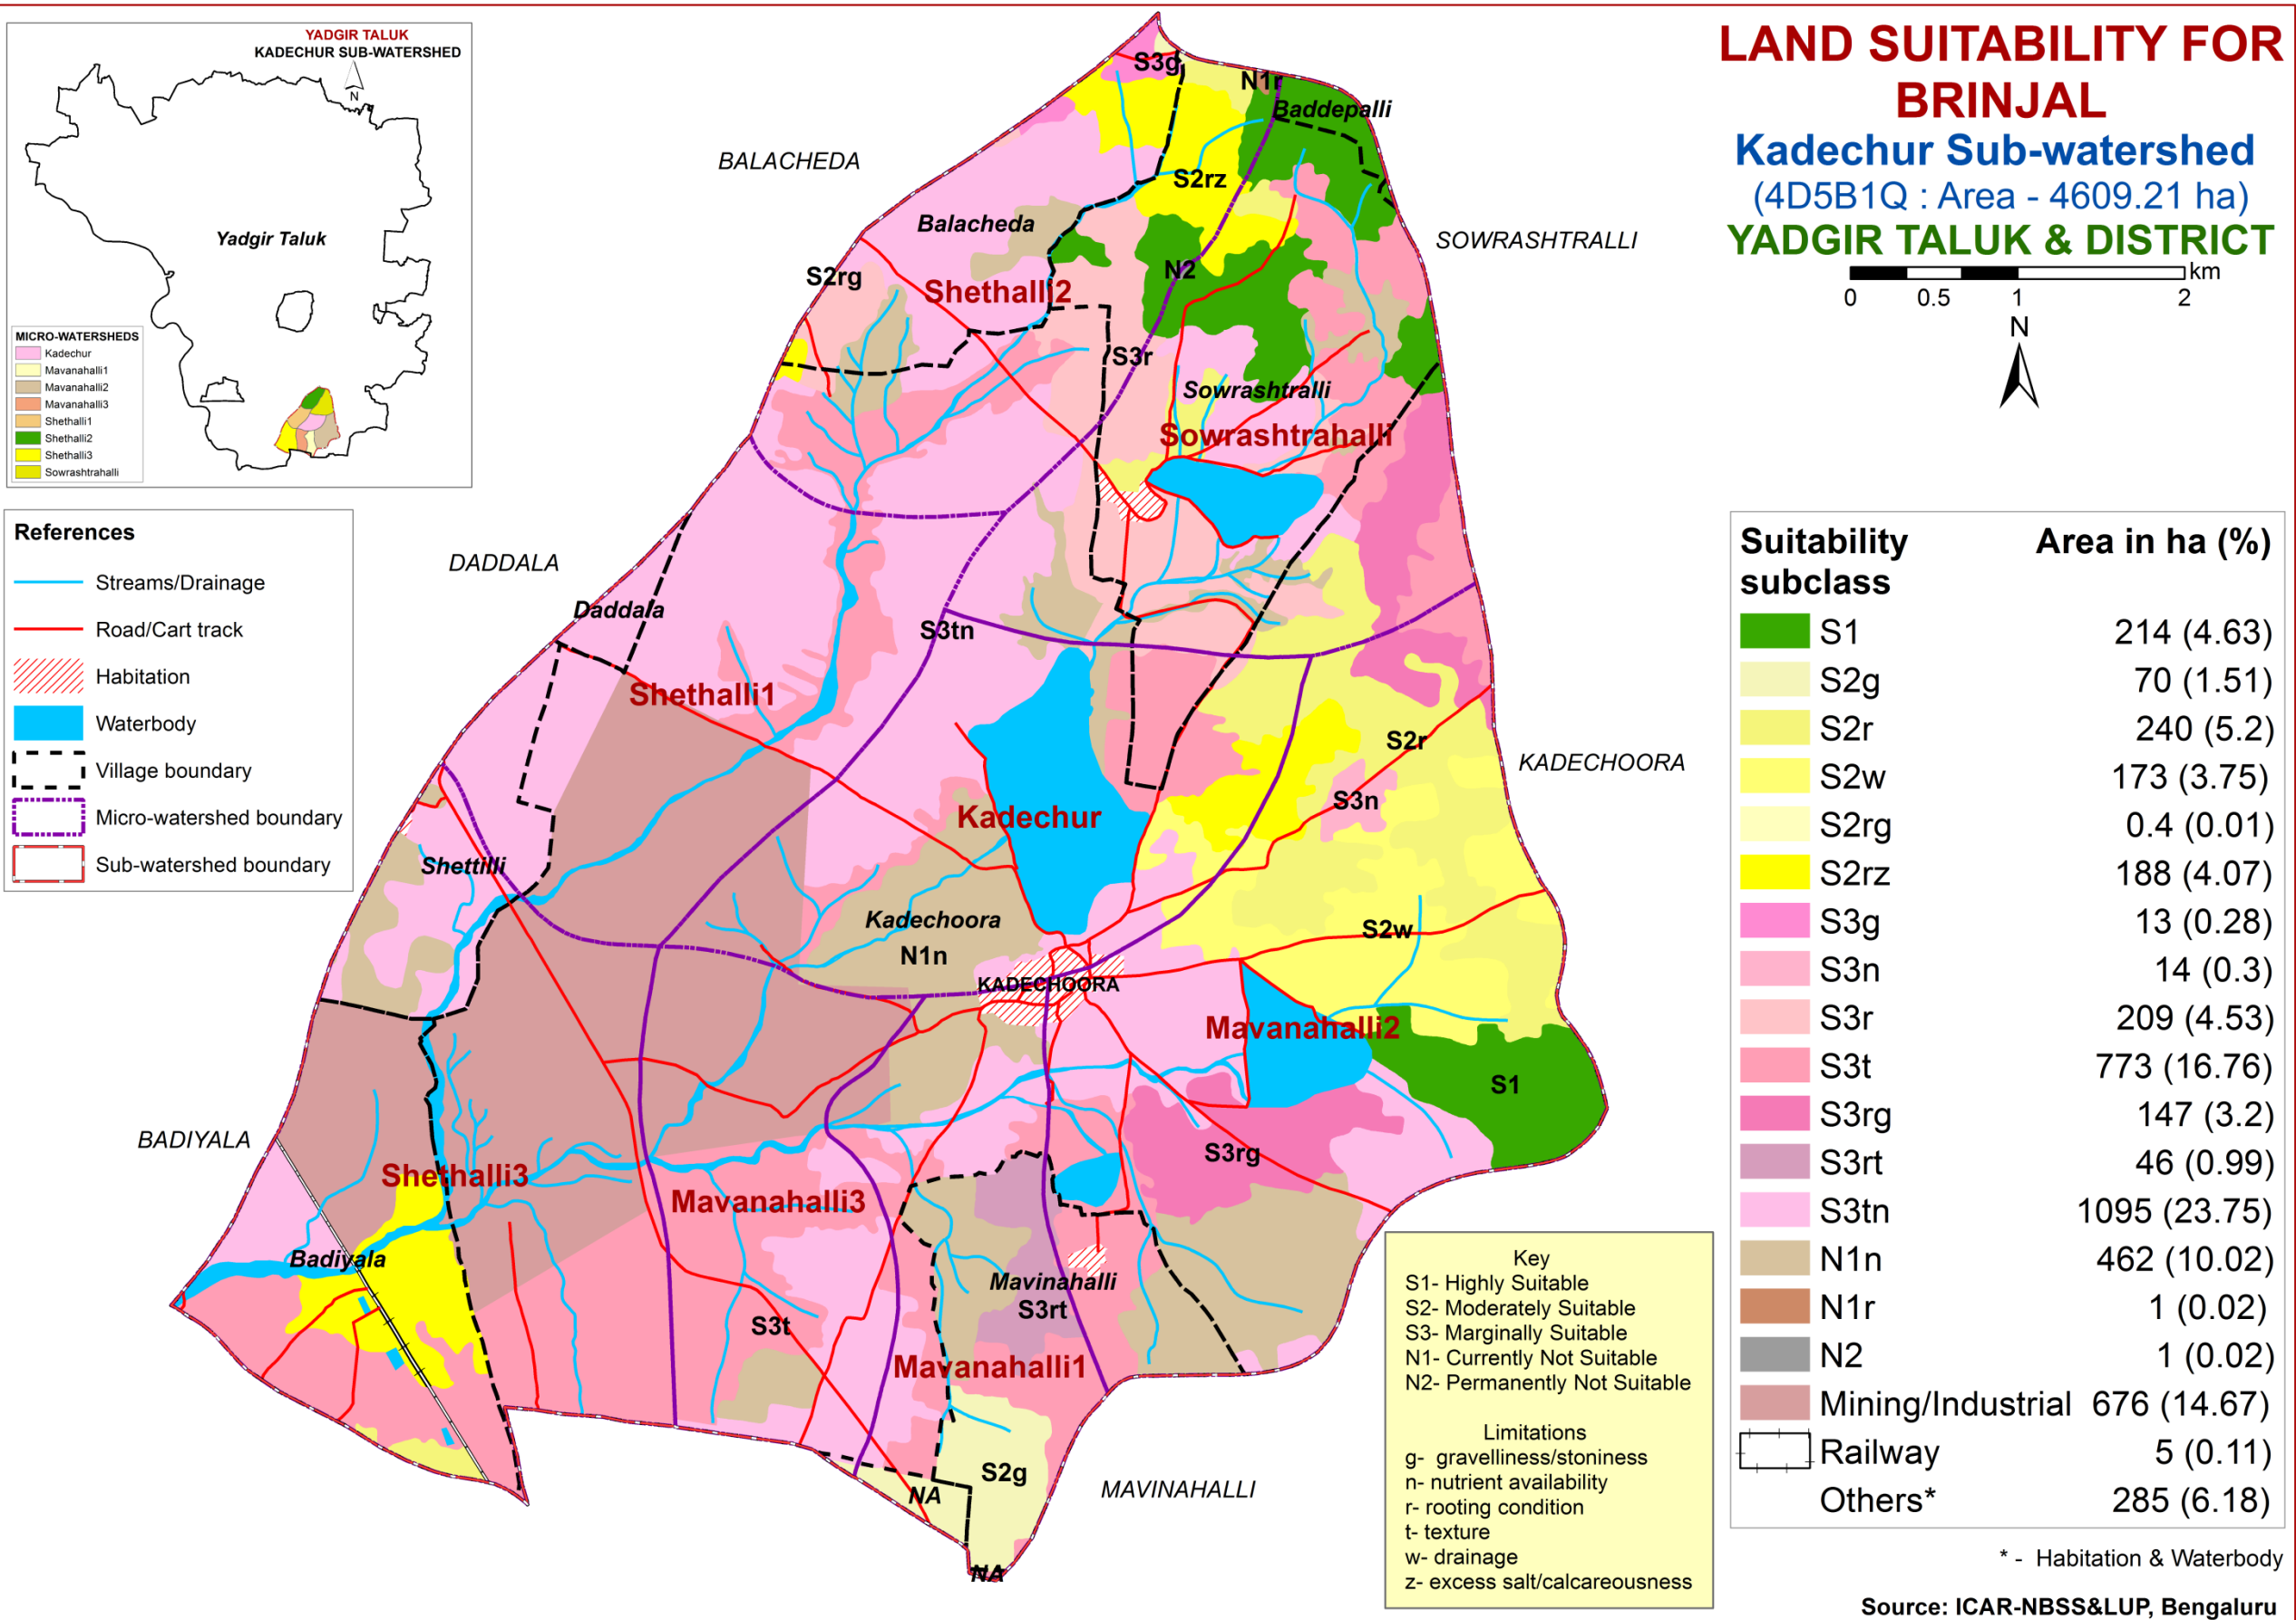 YADGIR TALUK
KADECHUR SUB-WATERSHED
N
Yadgir Taluk
MICRO-WATERSHEDS
Kadechur
Mavanahalli1
Mavanahalli2
Mavanahalli3
Shethalli1
Shethalli2
Shethalli3
Sowrashtrahalli
References
Streams/Drainage
Road/Cart track
Habitation
Waterbody
Village boundary
Micro-watershed boundary
Sub-watershed boundary
LAND SUITABILITY FOR
BRINJAL
Kadechur Sub-watershed
(4D5B1Q : Area - 4609.21 ha)
YADGIR TALUK & DISTRICT
km
0 0.5 1 2
N
S3g
N1r
Baddepalli
BALACHEDA
S2rz
Balacheda
SOWRASHTRALLI
N2
S2rg
Shethalli2
S3r
Sowrashtralli
Sowrashtrahalli
DADDALA
Daddala
S3tn
Shethalli1
S2r
KADECHOORA
S3n
Kadechur
Shettilli
Kadechoora
S2w
N1n
KADECHOORA
Mavanahalli2
S1
BADIYALA
S3rg
Shethalli3
Mavanahalli3
Badiyala
Mavinahalli
S3rt
S3t
Mavanahalli1
S2g
MAVINAHALLI
NA
NA
Suitability subclass Area in ha (%)
S1 214 (4.63)
S2g 70 (1.51)
S2r 240 (5.2)
S2w 173 (3.75)
S2rg 0.4 (0.01)
S2rz 188 (4.07)
S3g 13 (0.28)
S3n 14 (0.3)
S3r 209 (4.53)
S3t 773 (16.76)
S3rg 147 (3.2)
S3rt 46 (0.99)
S3tn 1095 (23.75)
N1n 462 (10.02)
N1r 1 (0.02)
N2 1 (0.02)
Mining/Industrial 676 (14.67)
Railway 5 (0.11)
Others* 285 (6.18)
* - Habitation & Waterbody
Key
S1- Highly Suitable
S2- Moderately Suitable
S3- Marginally Suitable
N1- Currently Not Suitable
N2- Permanently Not Suitable
Limitations
g- gravelliness/stoniness
n- nutrient availability
r- rooting condition
t- texture
w- drainage
z- excess salt/calcareousness
Source: ICAR-NBSS&LUP, Bengaluru